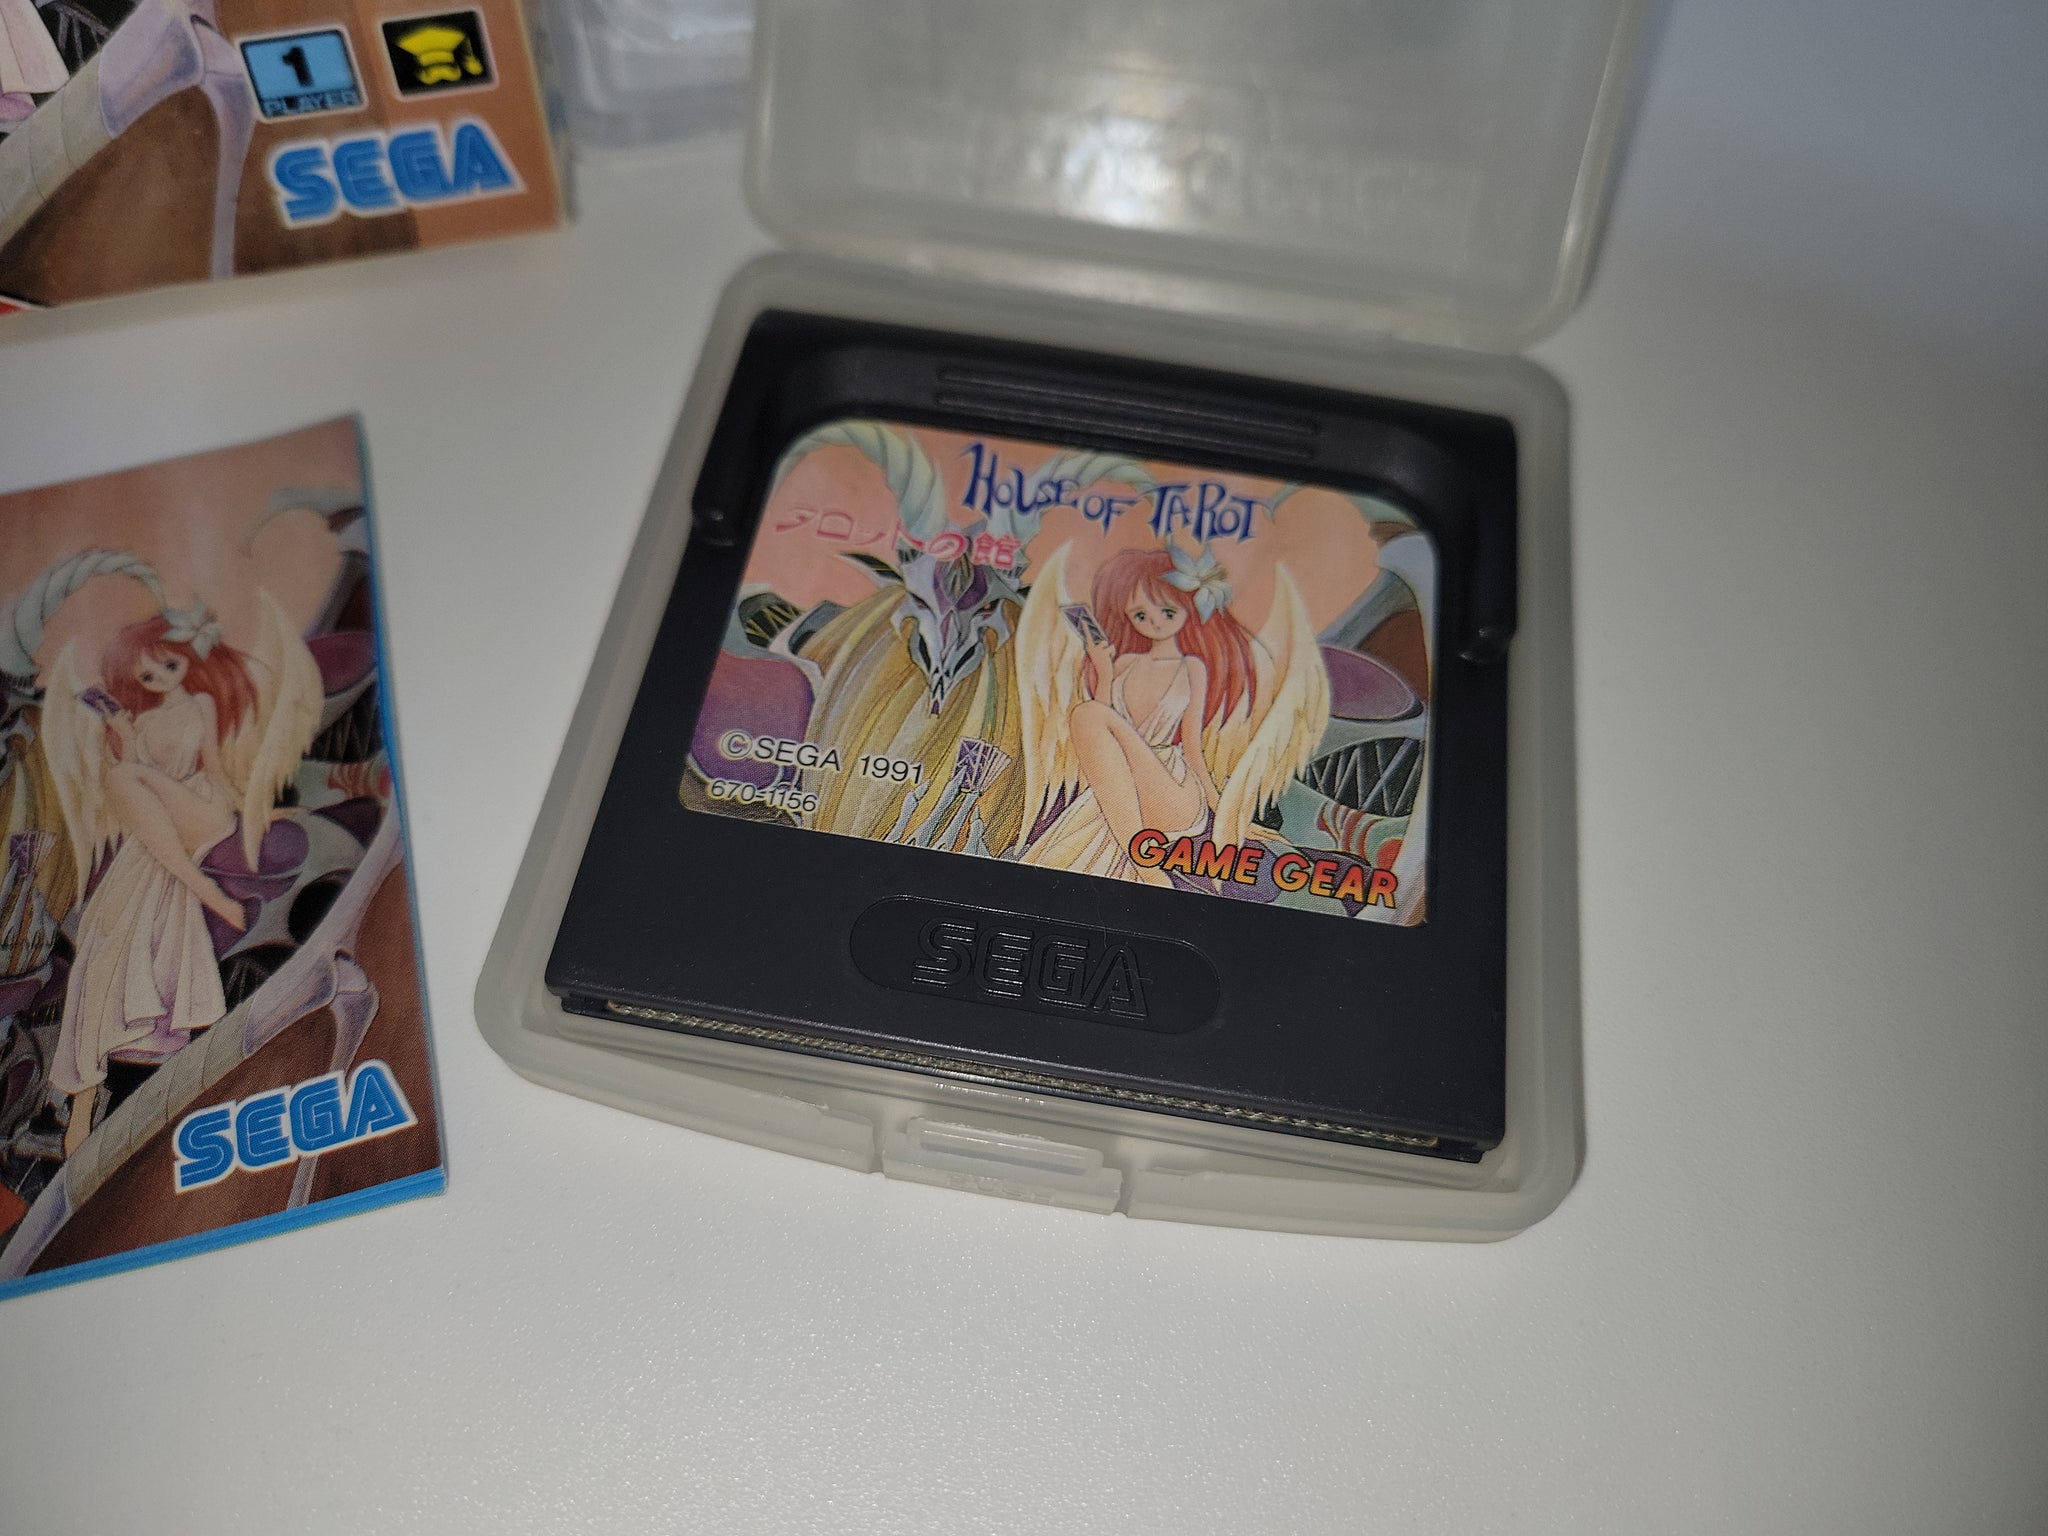 1
PLAYER
SEGA
HOUSE OF TAROT
タロットの館
©SEGA 1991
670-1156
GAME GEAR
SEGA
SEGA